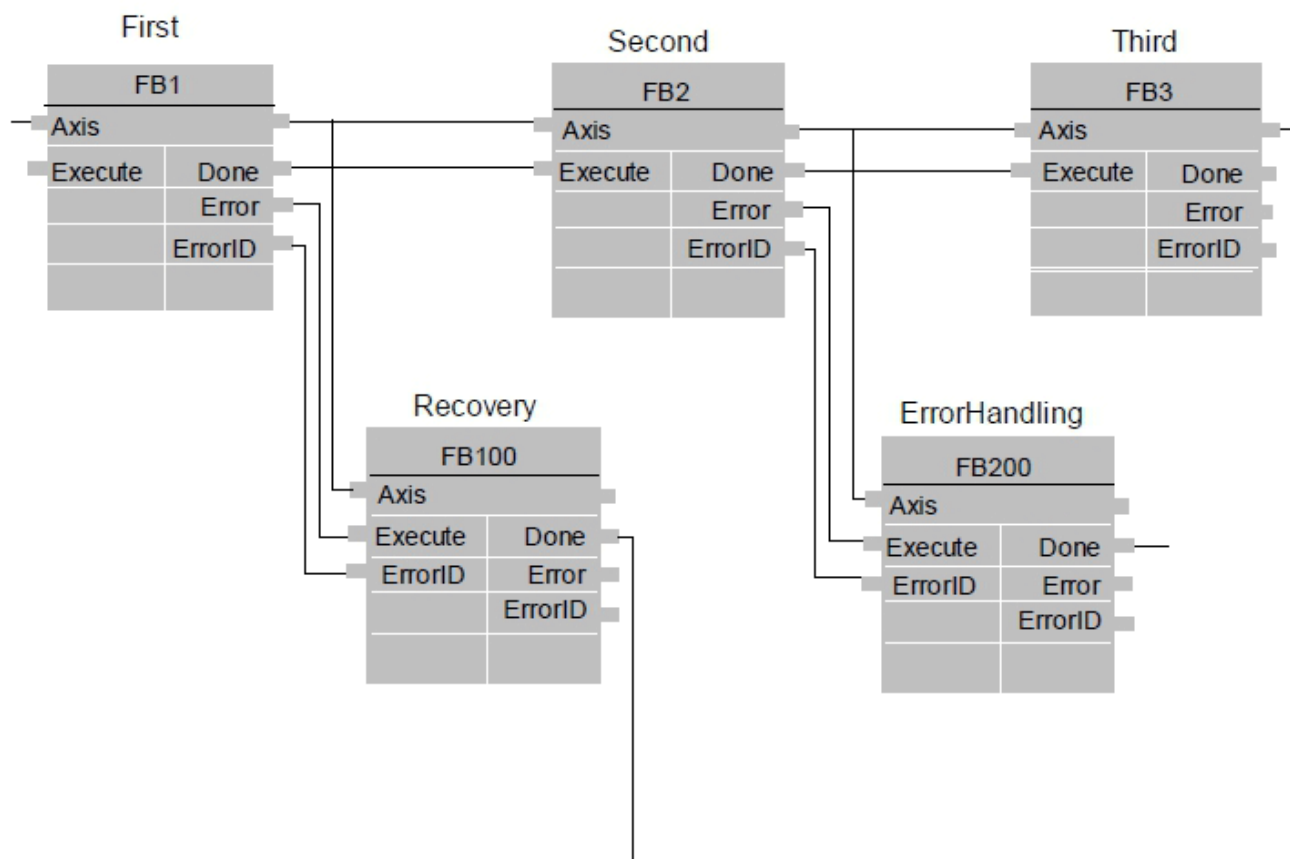 First
FB1
Axis
Execute Done
Error
ErrorID
Second
FB2
Axis
Execute Done
Error
ErrorID
Third
FB3
Axis
Execute Done
Error
ErrorID
Recovery
FB100
Axis
Execute Done
ErrorID Error
ErrorID
ErrorHandling
FB200
Axis
Execute Done
ErrorID Error
ErrorID